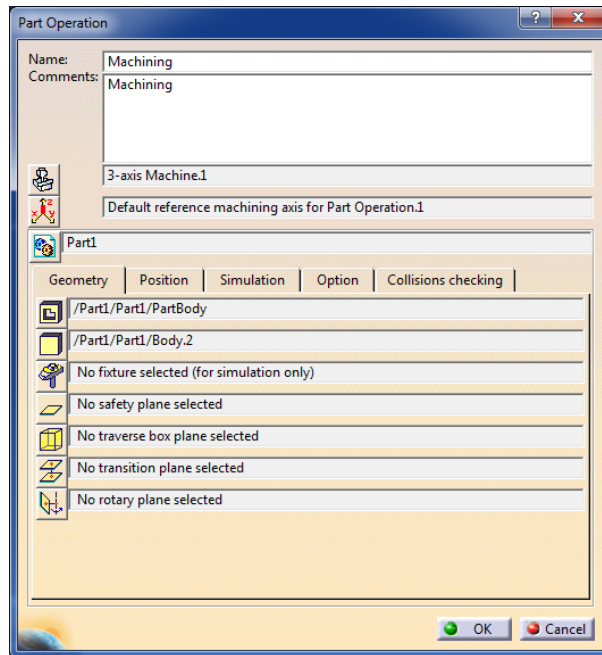 Part Operation
Name: Machining
Comments: Machining
3-axis Machine.1
Default reference machining axis for Part Operation.1
Part1
Geometry Position Simulation Option Collisions checking
/Part1/Part1/PartBody
/Part1/Part1/Body.2
No fixture selected (for simulation only)
No safety plane selected
No traverse box plane selected
No transition plane selected
No rotary plane selected
OK Cancel